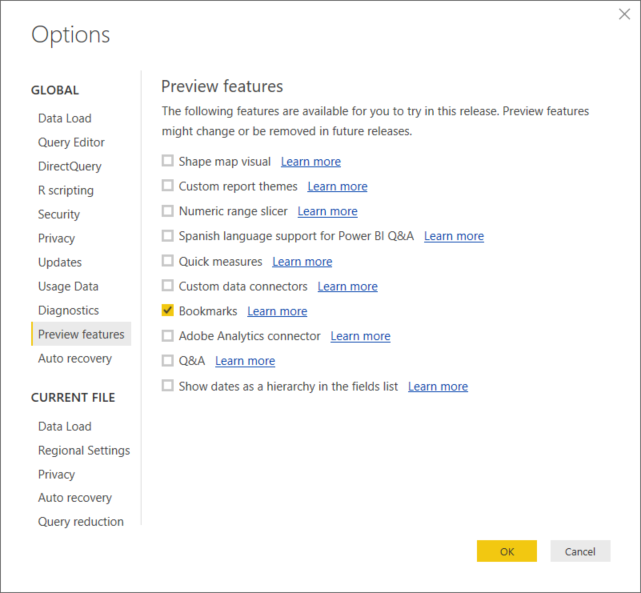 Options
GLOBAL
Data Load
Query Editor
DirectQuery
R scripting
Security
Privacy
Updates
Usage Data
Diagnostics
Preview features
Auto recovery
CURRENT FILE
Data Load
Regional Settings
Privacy
Auto recovery
Query reduction
Preview features
The following features are available for you to try in this release. Preview features
might change or be removed in future releases.
Shape map visual Learn more
Custom report themes Learn more
Numeric range slicer Learn more
Spanish language support for Power BI Q&A Learn more
Quick measures Learn more
Custom data connectors Learn more
Bookmarks Learn more
Adobe Analytics connector Learn more
Q&A Learn more
Show dates as a hierarchy in the fields list Learn more
OK Cancel